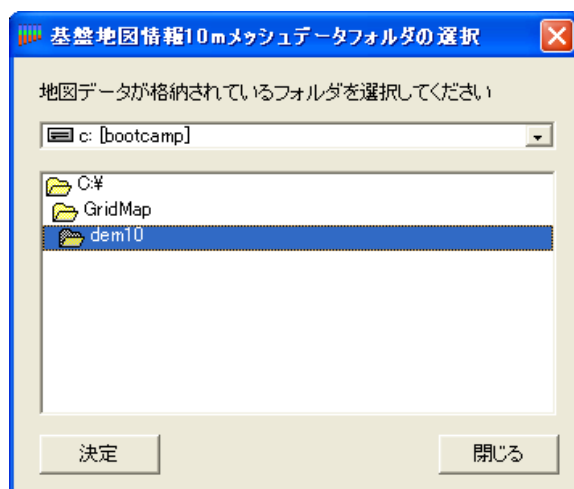 基盤地図情報10mメッシュデータフォルダの選択
地図データが格納されているフォルダを選択してください
c: [bootcamp]
C:¥
GridMap
dem10
決定
閉じる